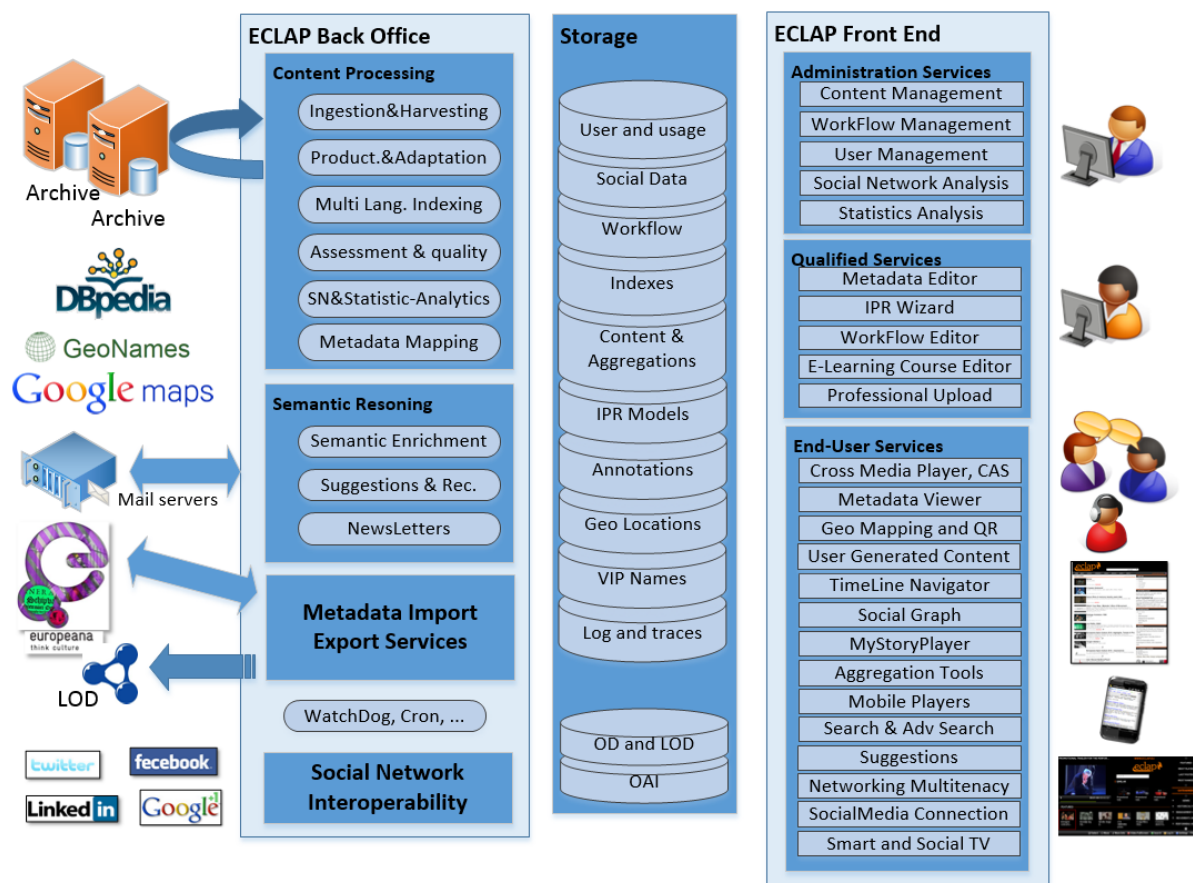 ECLAP Back Office
Content Processing
Ingestion&Harvesting
Product.&Adaptation
Multi Lang. Indexing
Assessment & quality
SN&Statistic-Analytics
Metadata Mapping
Semantic Resoning
Semantic Enrichment
Suggestions & Rec.
NewsLetters
Metadata Import
Export Services
WatchDog, Cron, ...
Social Network
Interoperability
Archive
Archive
DBpedia
GeoNames
Google maps
Mail servers
europeana
think culture
LOD
twitter
fecebook
Linked in
Google +1
Storage
User and usage
Social Data
Workflow
Indexes
Content &
Aggregations
IPR Models
Annotations
Geo Locations
VIP Names
Log and traces
OD and LOD
OAI
ECLAP Front End
Administration Services
Content Management
WorkFlow Management
User Management
Social Network Analysis
Statistics Analysis
Qualified Services
Metadata Editor
IPR Wizard
WorkFlow Editor
E-Learning Course Editor
Professional Upload
End-User Services
Cross Media Player, CAS
Metadata Viewer
Geo Mapping and QR
User Generated Content
TimeLine Navigator
Social Graph
MyStoryPlayer
Aggregation Tools
Mobile Players
Search & Adv Search
Suggestions
Networking Multitenacy
SocialMedia Connection
Smart and Social TV
eclap
eclap